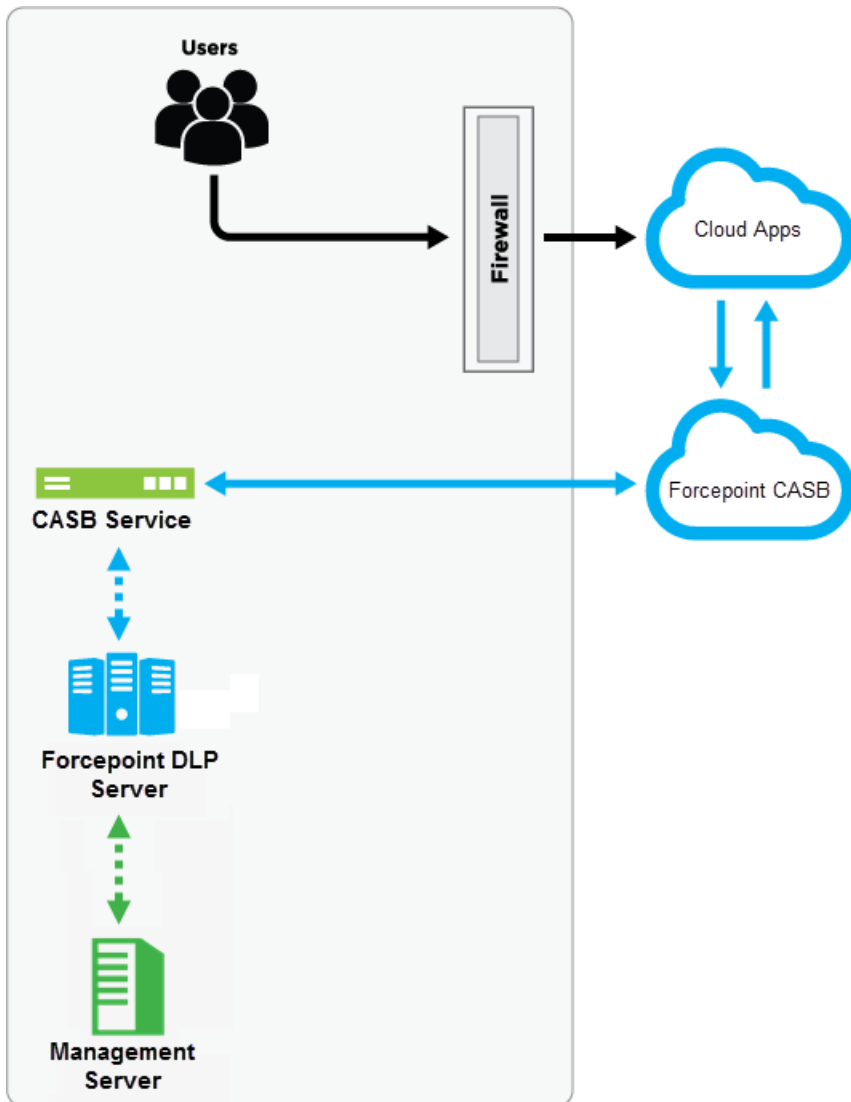 Users
Firewall
Cloud Apps
CASB Service
Forcepoint CASB
Forcepoint DLP
Server
Management
Server